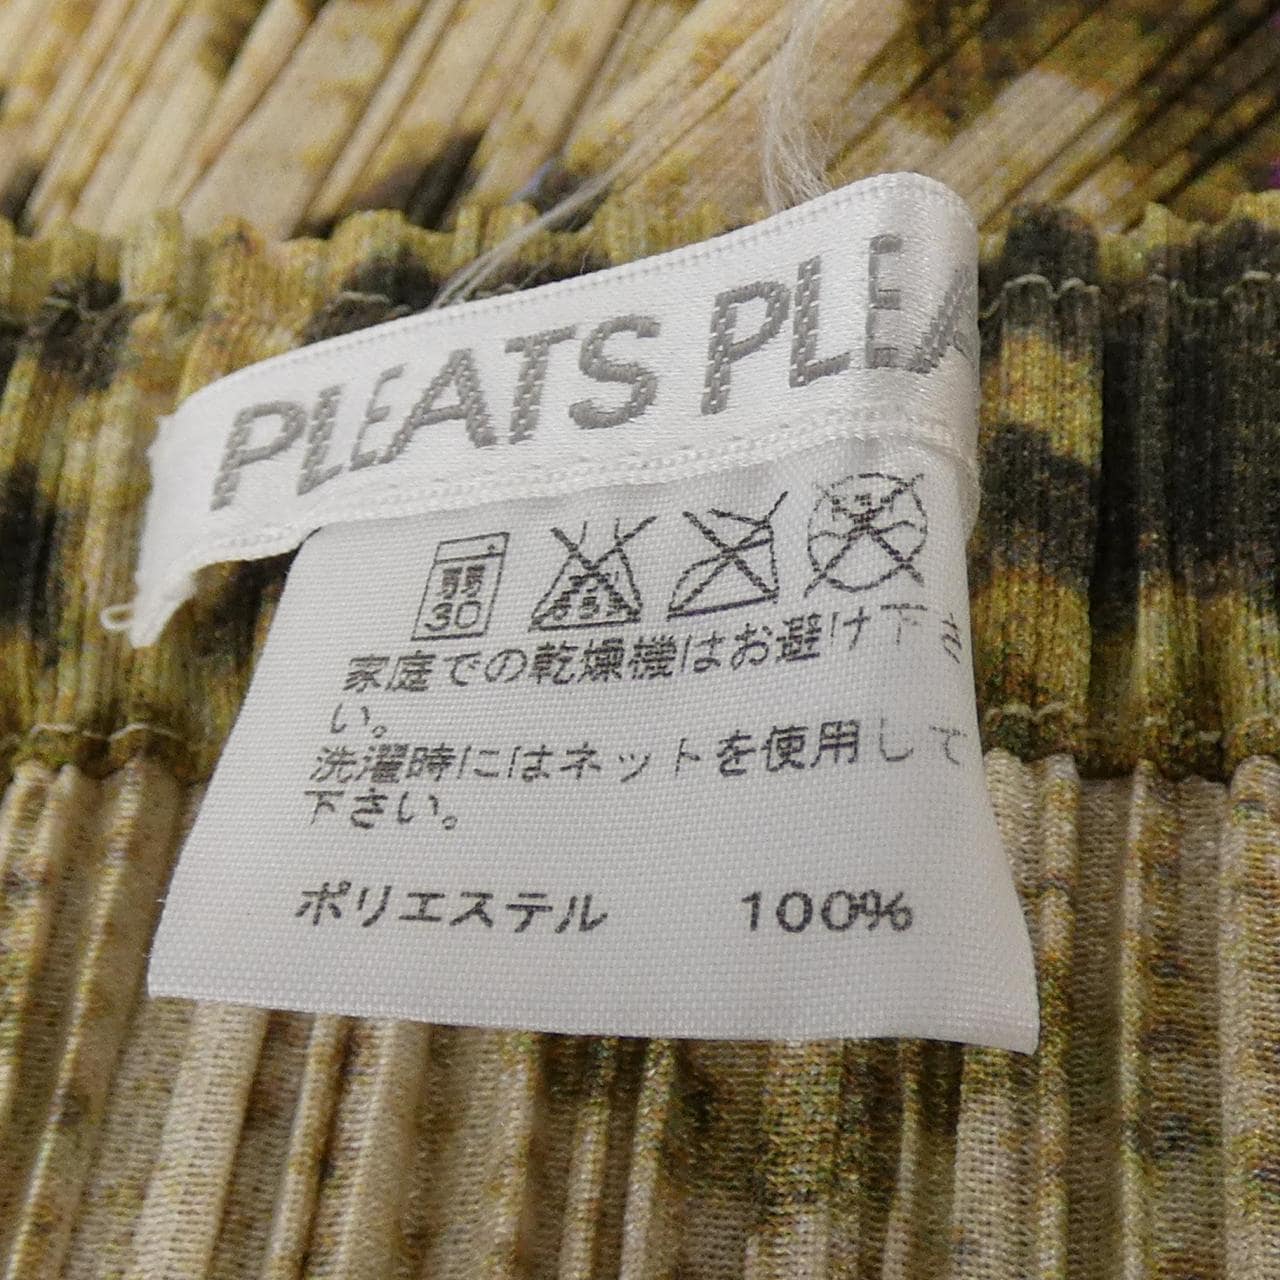 PLEATS PLEA
弱
30
家庭での乾燥機はお避け下さ
い。
洗濯時にはネットを使用して
下さい。
ポリエステル 100%